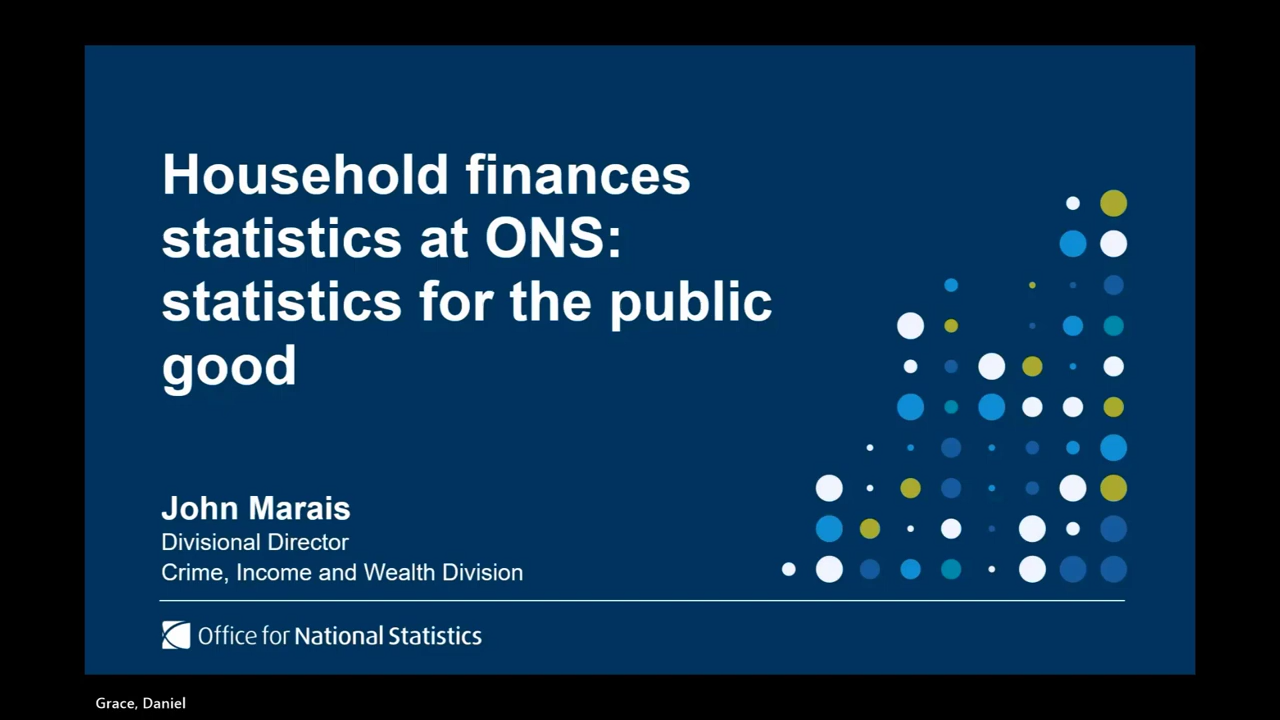 Household finances
statistics at ONS:
statistics for the public
good
John Marais
Divisional Director
Crime, Income and Wealth Division
Office for National Statistics
Grace, Daniel